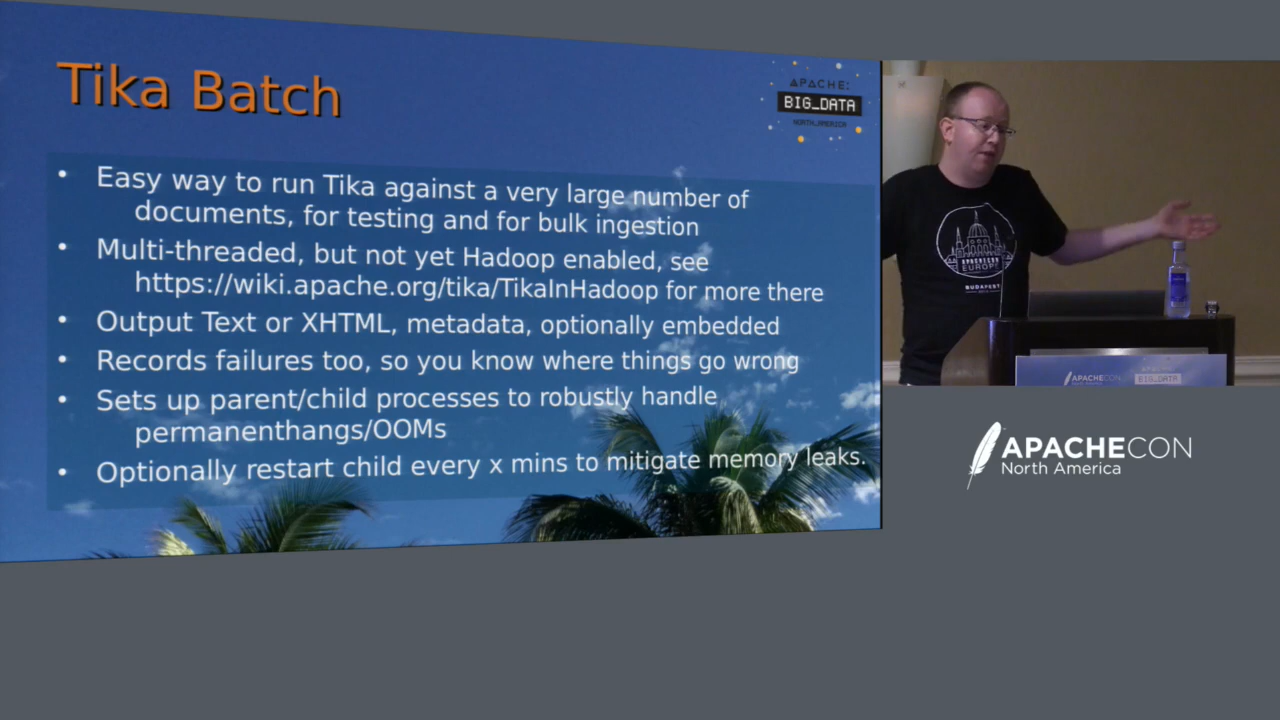 Tika Batch
APACHE:
BIG_DATA
NORTH_AMERICA
• Easy way to run Tika against a very large number of
documents, for testing and for bulk ingestion
• Multi-threaded, but not yet Hadoop enabled, see
https://wiki.apache.org/tika/TikaInHadoop for more there
• Output Text or XHTML, metadata, optionally embedded
• Records failures too, so you know where things go wrong
• Sets up parent/child processes to robustly handle
permanenthangs/OOMs
• Optionally restart child every x mins to mitigate memory leaks.
APACHECON
EUROPE
BUDAPEST
APACHECON
BIG_DATA
APACHECON
North America